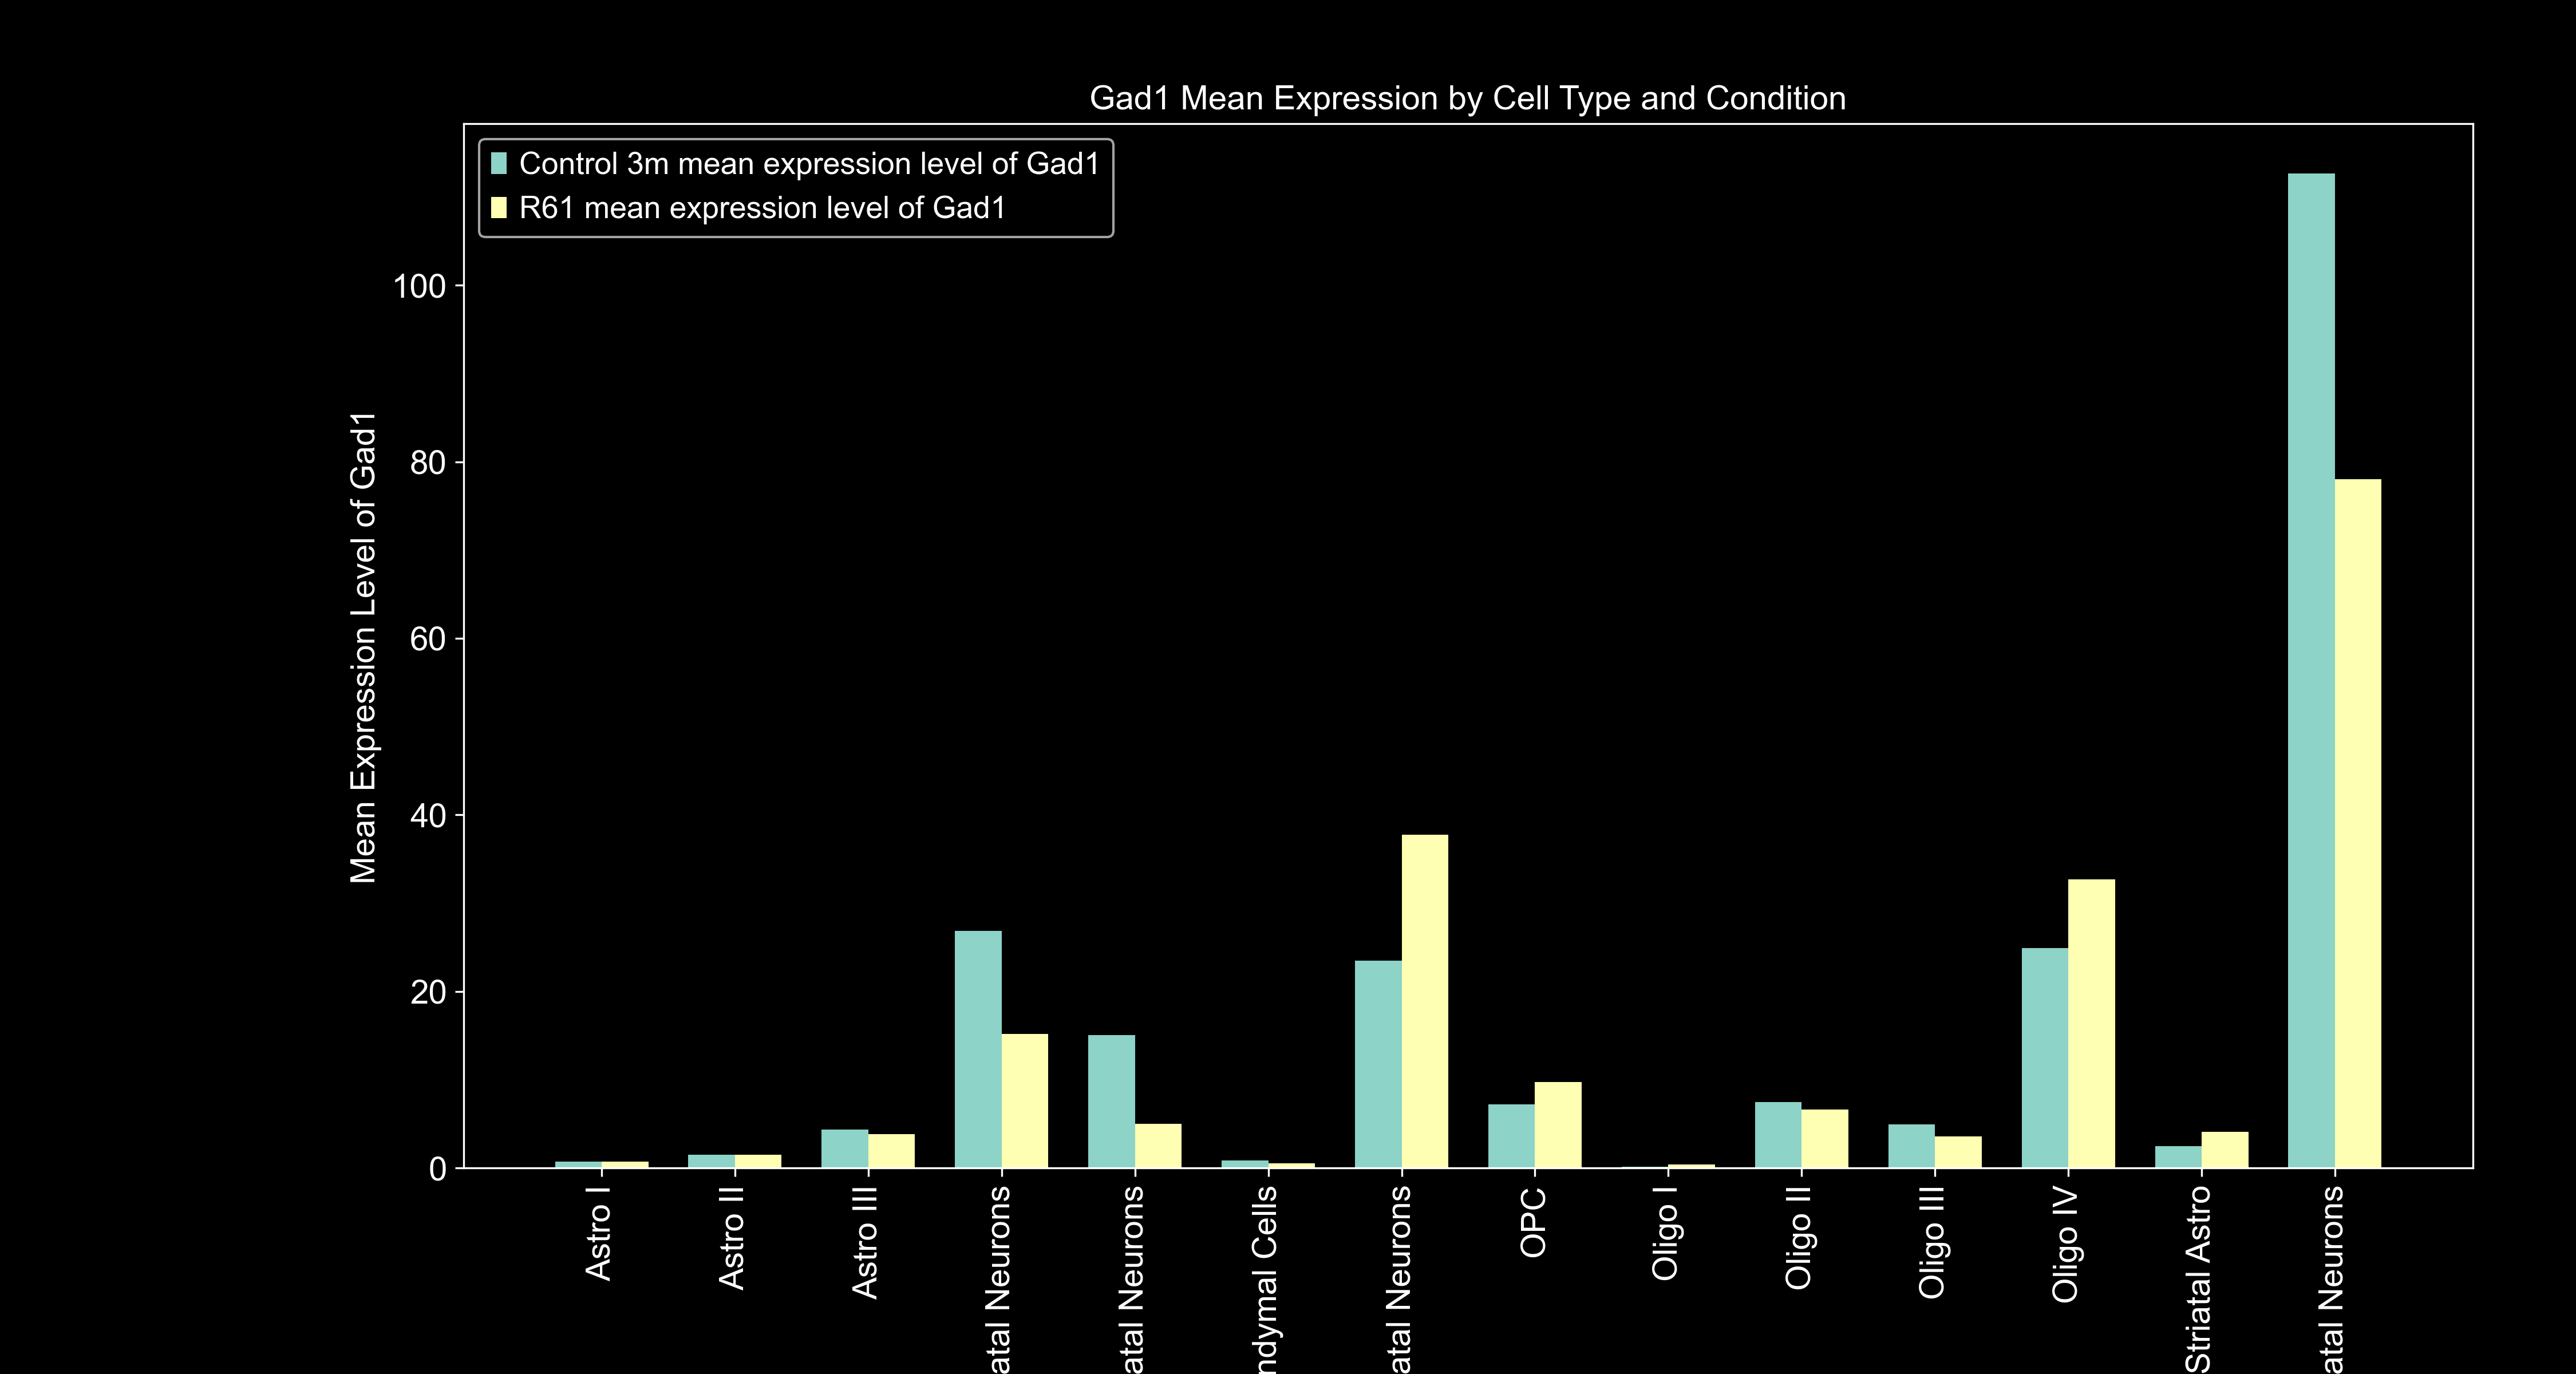 Gad1 Mean Expression by Cell Type and Condition
Control 3m mean expression level of Gad1
R61 mean expression level of Gad1
Mean Expression Level of Gad1
100
80
60
40
20
0
Astro I
Astro II
Astro III
atal Neurons
atal Neurons
ndymal Cells
atal Neurons
OPC
Oligo I
Oligo II
Oligo III
Oligo IV
Striatal Astro
atal Neurons